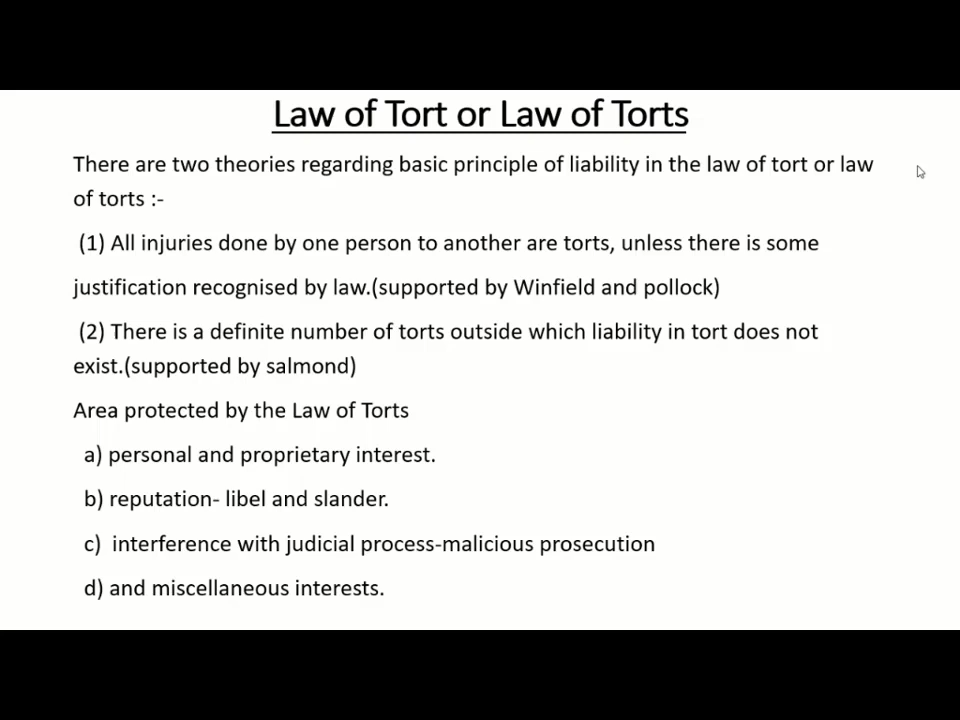 Law of Tort or Law of Torts
There are two theories regarding basic principle of liability in the law of tort or law
of torts :-
(1) All injuries done by one person to another are torts, unless there is some
justification recognised by law.(supported by Winfield and pollock)
(2) There is a definite number of torts outside which liability in tort does not
exist.(supported by salmond)
Area protected by the Law of Torts
a) personal and proprietary interest.
b) reputation- libel and slander.
c) interference with judicial process-malicious prosecution
d) and miscellaneous interests.